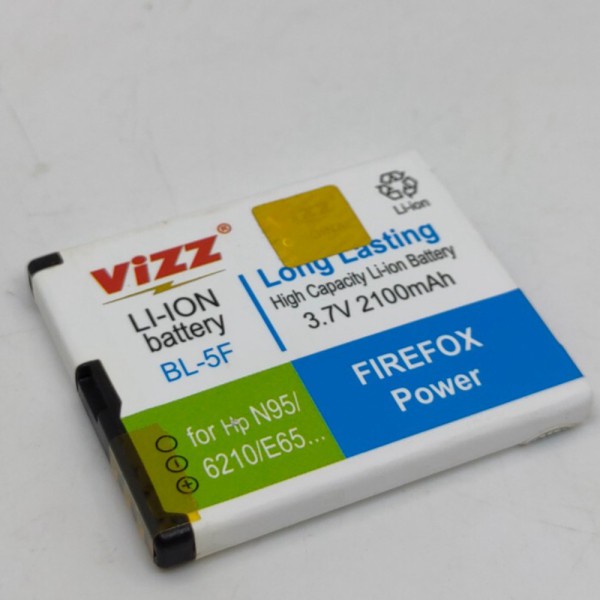 VIZZ®
LI-ION
battery
BL-5F
VIZZ
Long Lasting
High Capacity Li-ion Battery
3.7V 2100mAh
Li-ion
for Hp N95/
6210/E65...
FIREFOX
Power